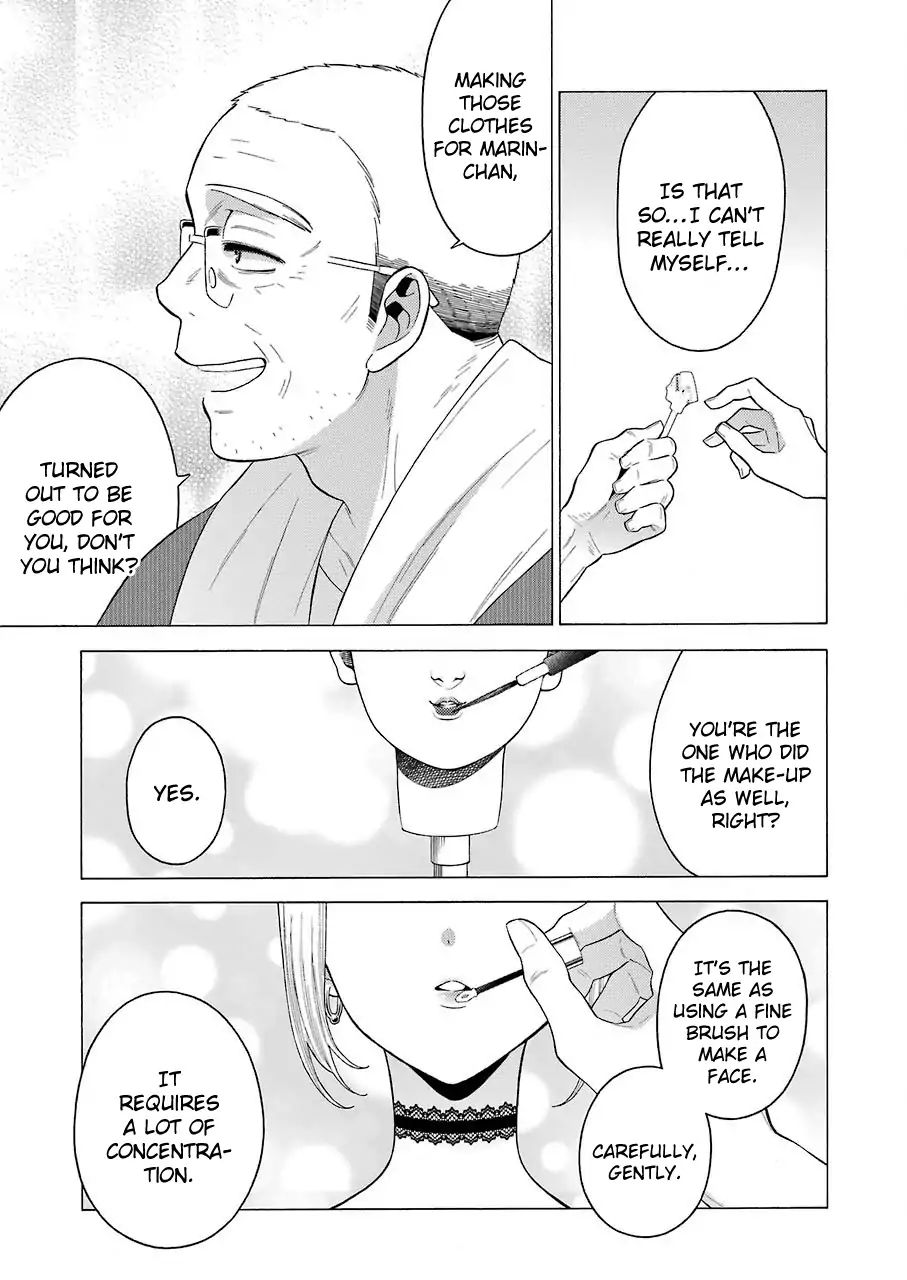 IS THAT
SO...I CAN'T
REALLY TELL
MYSELF...
MAKING
THOSE
CLOTHES
FOR MARIN-
CHAN,
TURNED
OUT TO BE
GOOD FOR
YOU, DON'T
YOU THINK?
YOU'RE THE
ONE WHO DID
THE MAKE-UP
AS WELL,
RIGHT?
YES.
IT'S THE
SAME AS
USING A FINE
BRUSH TO
MAKE A
FACE.
CAREFULLY,
GENTLY.
IT
REQUIRES
A LOT OF
CONCENTRA-
TION.